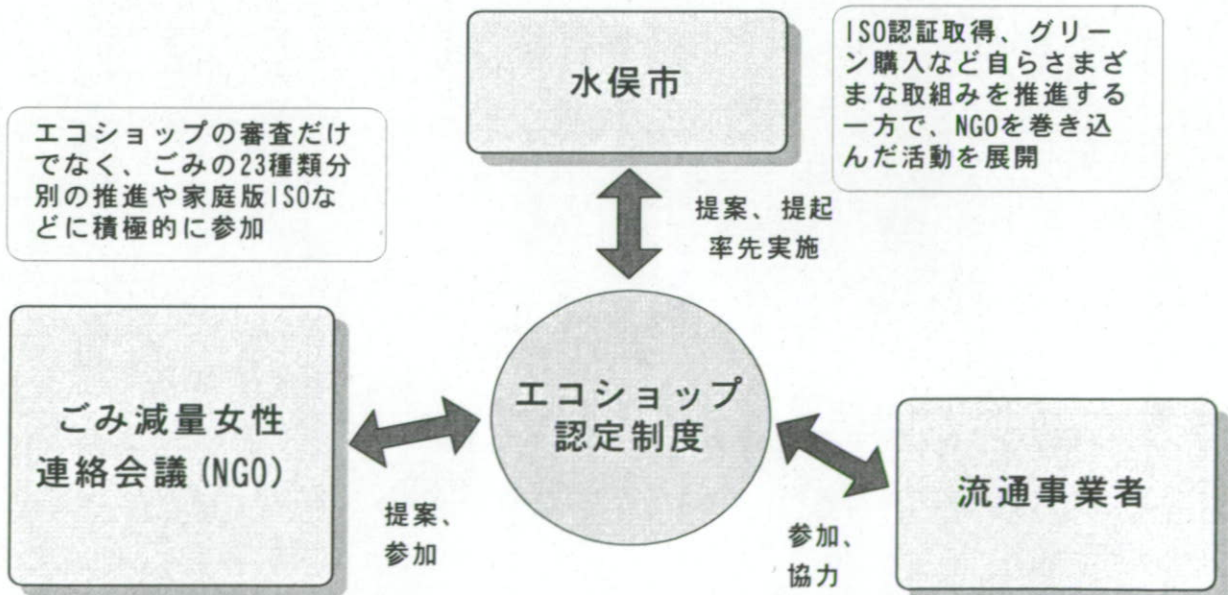 水俣市
ISO認証取得、グリー
ン購入など自らさまざ
まな取組みを推進する
一方で、NGOを巻き込
んだ活動を展開
エコショップの審査だけ
でなく、ごみの23種類分
別の推進や家庭版ISOな
どに積極的に参加
提案、提起
率先実施
エコショップ
認定制度
ごみ減量女性
連絡会議(NGO)
提案、
参加
流通事業者
参加、
協力